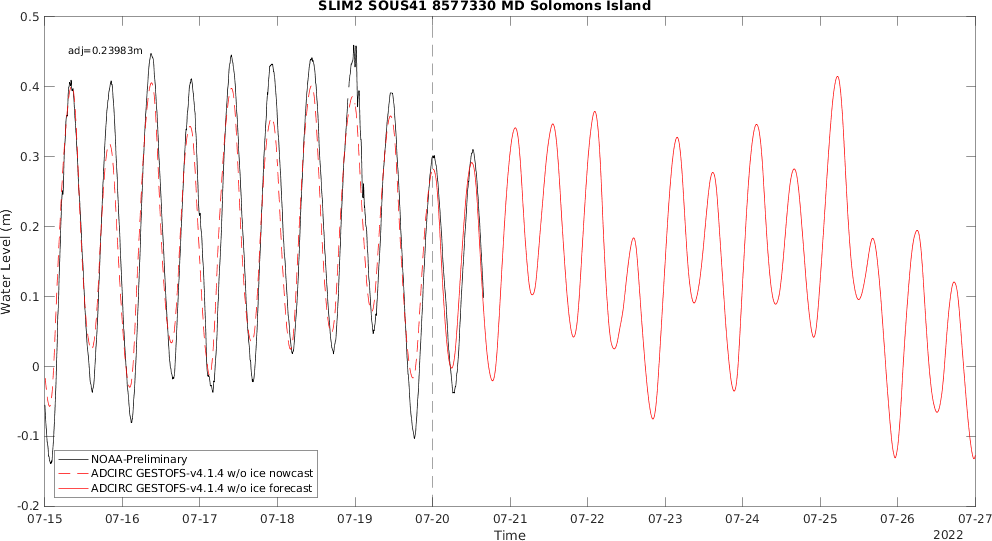 SLIM2 SOUS41 8577330 MD Solomons Island
adj=0.23983m
0.5
0.4
0.3
0.2
0.1
0
-0.1
-0.2
Water Level (m)
NOAA-Preliminary
ADCIRC GESTOFS-v4.1.4 w/o ice nowcast
ADCIRC GESTOFS-v4.1.4 w/o ice forecast
07-15 07-16 07-17 07-18 07-19 07-20 07-21 07-22 07-23 07-24 07-25 07-26 07-27
Time
2022